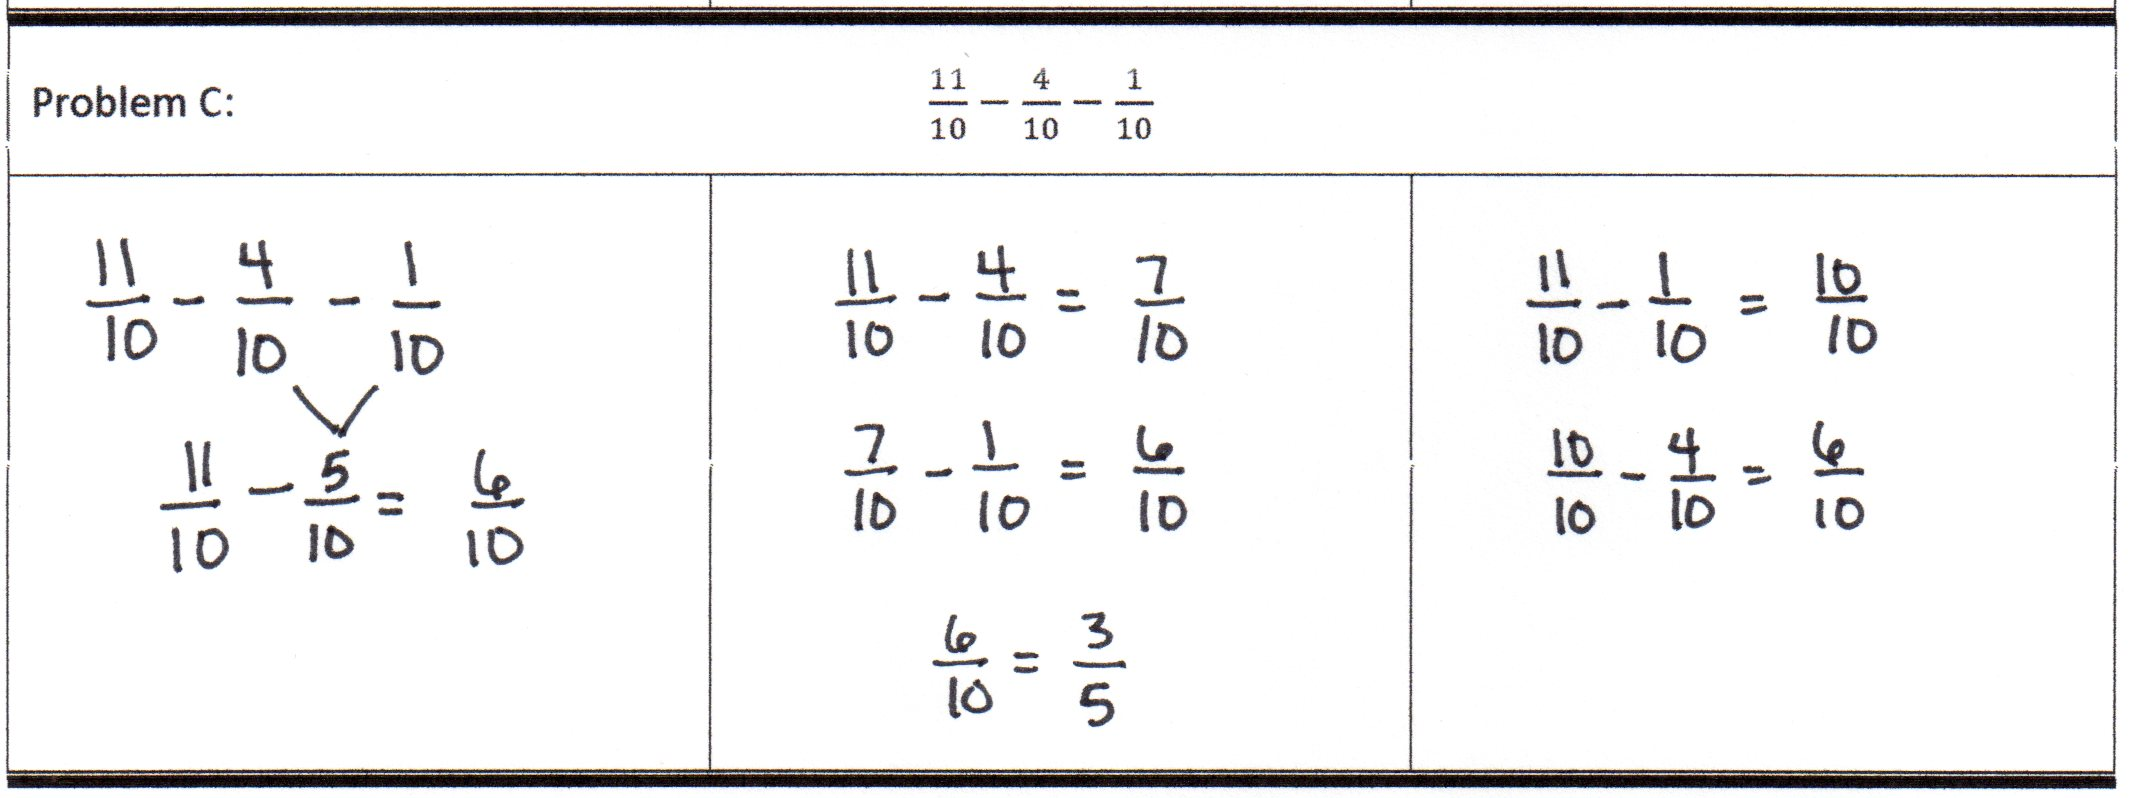 Problem C: 11/10 − 4/10 − 1/10
11/10 - 4/10 - 1/10
11/10 - 5/10 = 6/10
11/10 - 4/10 = 7/10
7/10 - 1/10 = 6/10
6/10 = 3/5
11/10 - 1/10 = 10/10
10/10 - 4/10 = 6/10